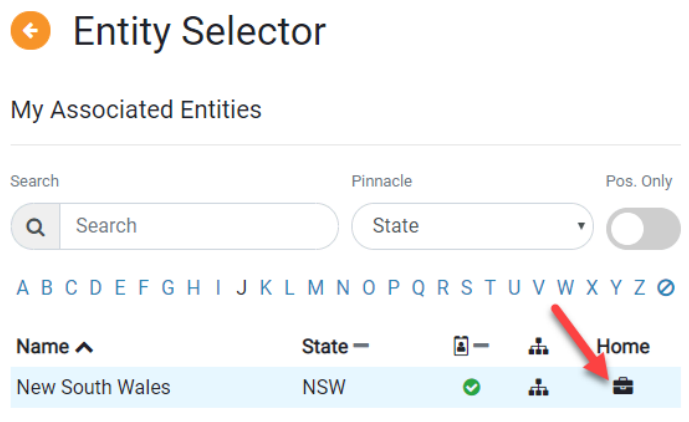 Entity Selector
My Associated Entities
Search Pinnacle Pos. Only
Search State
A B C D E F G H I J K L M N O P Q R S T U V W X Y Z
Name State Home
New South Wales NSW